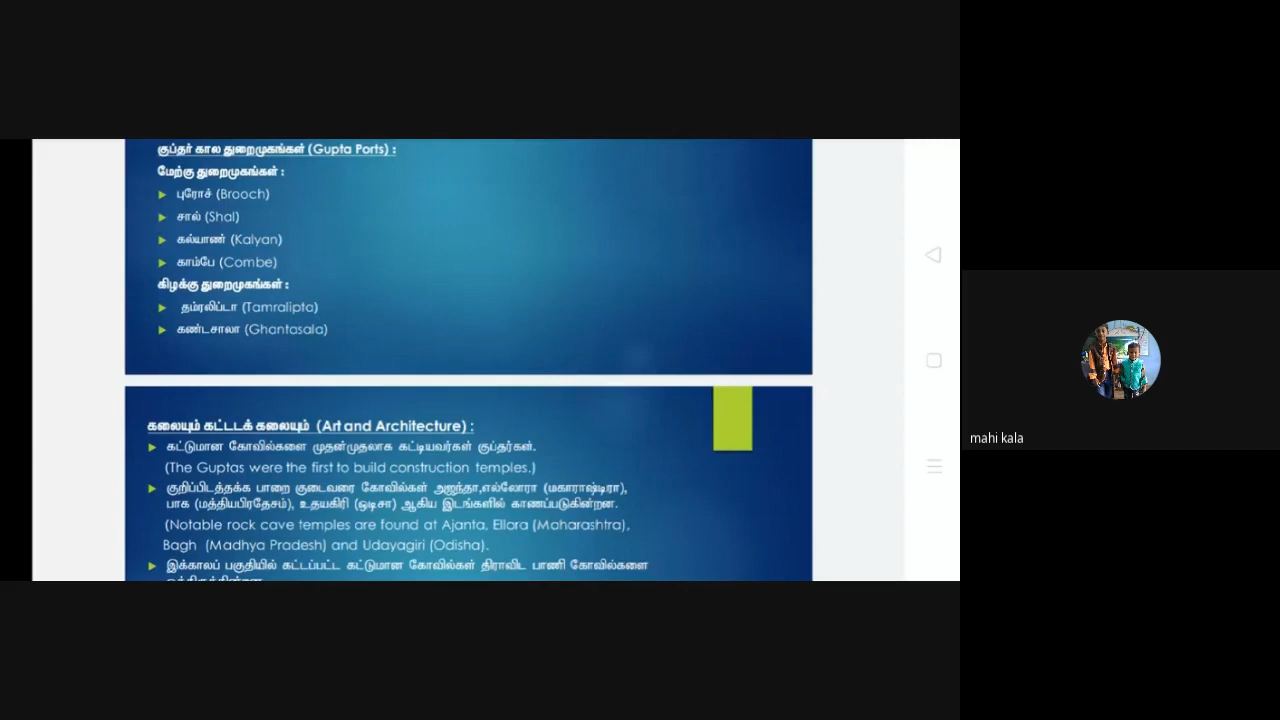 குப்தர் கால துறைமுகங்கள் (Gupta Ports) :
மேற்கு துறைமுகங்கள் :
புரோச் (Brooch)
சால் (Shal)
கல்யாண் (Kalyan)
காம்பே (Combe)
கிழக்கு துறைமுகங்கள் :
தம்ரலிப்டா (Tamralipta)
கண்டசாலா (Ghantasala)
கலையும் கட்டடக் கலையும் (Art and Architecture) :
கட்டுமான கோவில்களை முதன்முதலாக கட்டியவர்கள் குப்தர்கள்.
(The Guptas were the first to build construction temples.)
குறிப்பிடத்தக்க பாறை குடைவரை கோவில்கள் அஜந்தா,எல்லோரா (மகாராஷ்டிரா),
பாக (மத்தியபிரதேசம்), உதயகிரி (ஒடிசா) ஆகிய இடங்களில் காணப்படுகின்றன.
(Notable rock cave temples are found at Ajanta, Ellora (Maharashtra),
Bagh (Madhya Pradesh) and Udayagiri (Odisha).
இக்காலப் பகுதியில் கட்டப்பட்ட கட்டுமான கோவில்கள் திராவிட பாணி கோவில்களை
mahi kala